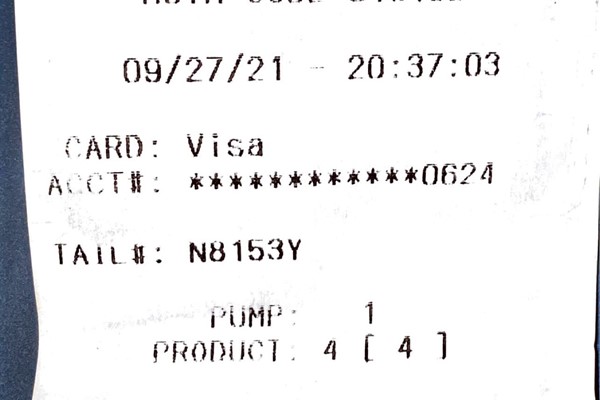 09/27/21 - 20:37:03
CARD: Visa
ACCT#: ************0624
TAIL#: N8153Y
PUMP: 1
PRODUCT: 4 [ 4 ]